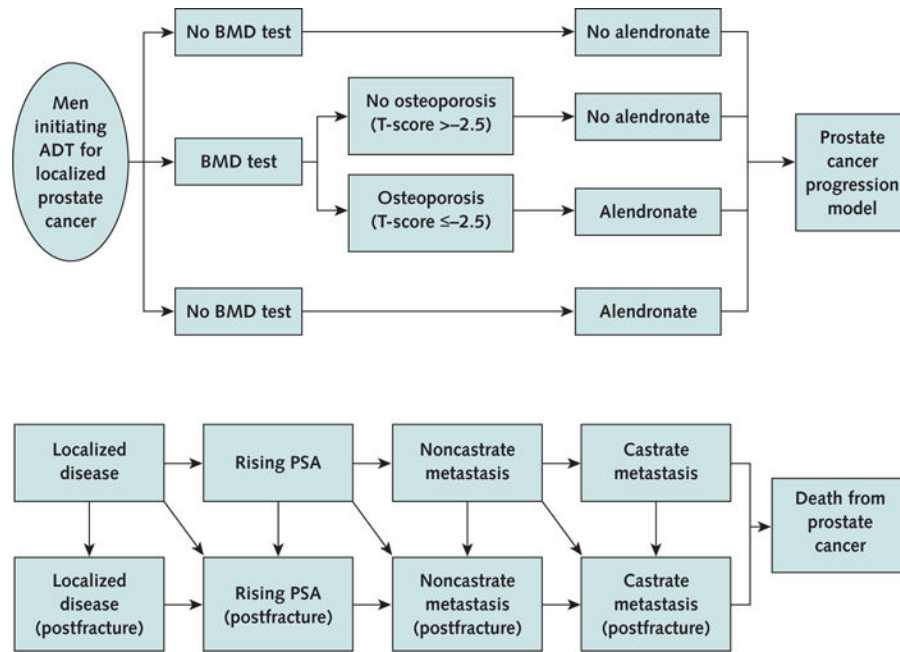 No BMD test
No alendronate
Men
initiating
ADT for
localized
prostate
cancer
BMD test
No osteoporosis
(T-score >–2.5)
No alendronate
Osteoporosis
(T-score ≤–2.5)
Alendronate
Prostate
cancer
progression
model
No BMD test
Alendronate
Localized
disease
Rising PSA
Noncastrate
metastasis
Castrate
metastasis
Death from
prostate
cancer
Localized
disease
(postfracture)
Rising PSA
(postfracture)
Noncastrate
metastasis
(postfracture)
Castrate
metastasis
(postfracture)